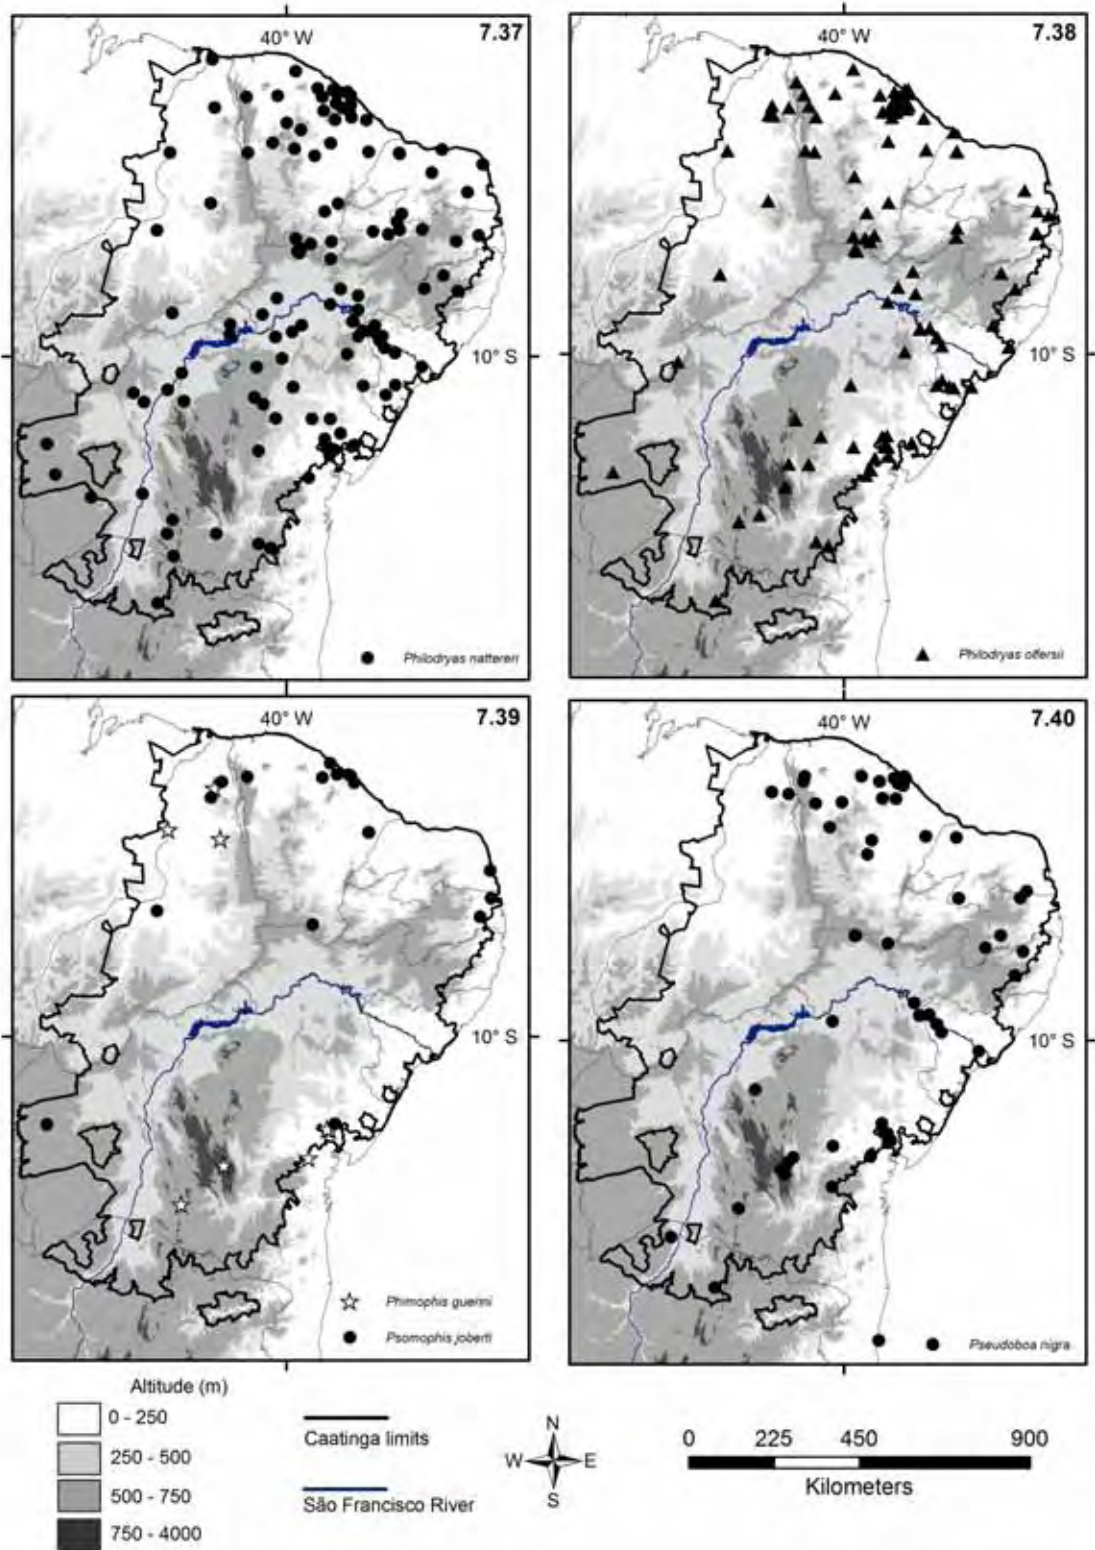 40° W
7.37
10° S
Philodryas nattereri
40° W
7.38
10° S
Philodryas olfersii
40° W
7.39
10° S
Phimophis guerini
Psomophis joberti
40° W
7.40
10° S
Pseudoboa nigra
Altitude (m)
0 - 250
250 - 500
500 - 750
750 - 4000
Caatinga limits
São Francisco River
N
W
E
S
0 225 450 900
Kilometers